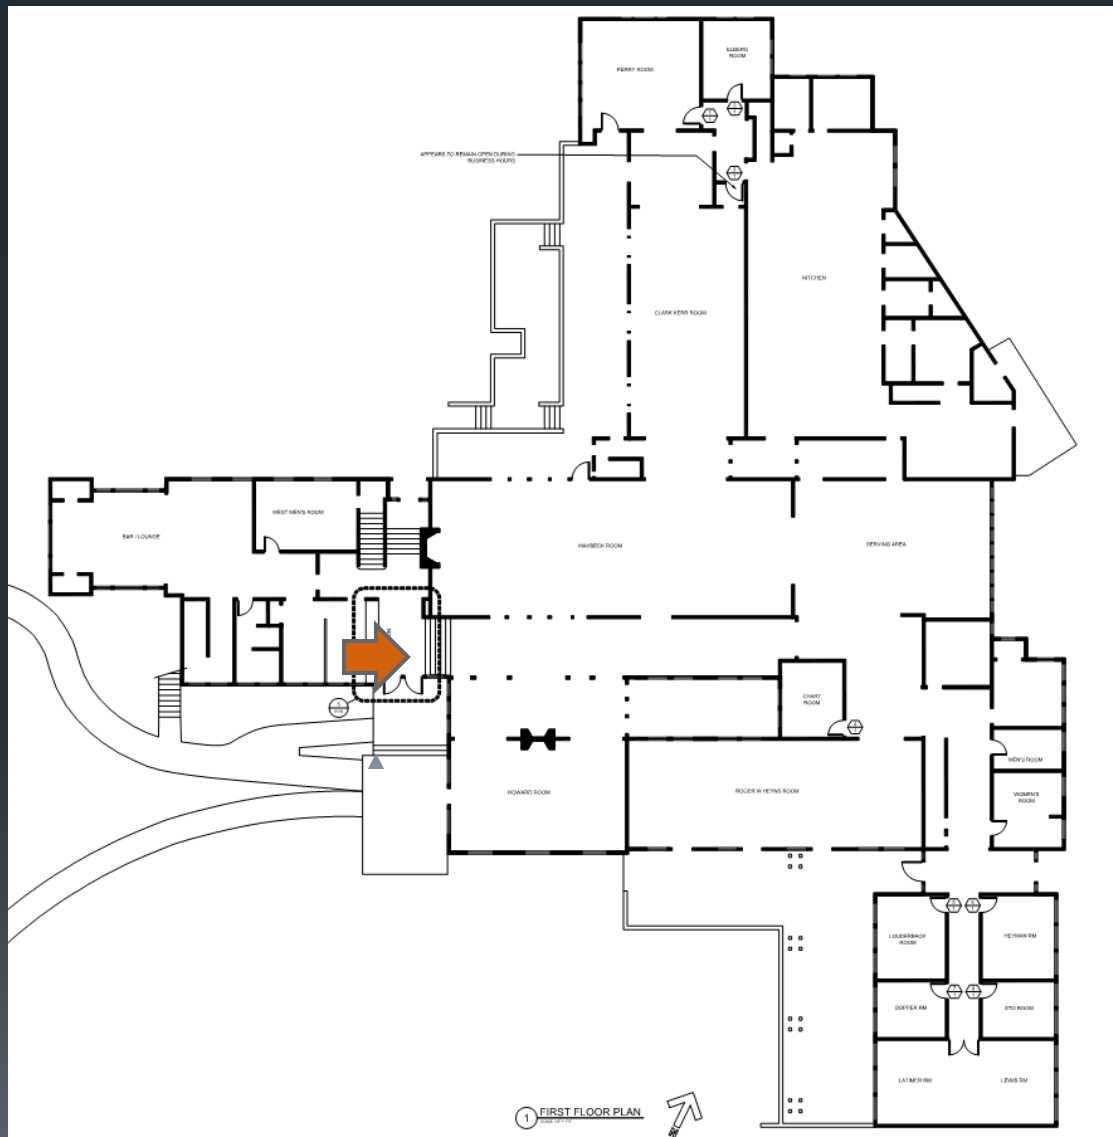 ELBERG
ROOM
PERRY ROOM
APPEARS TO REMAIN OPEN DURING
BUSINESS HOURS
KITCHEN
CLARK KERR ROOM
WEST MEN'S ROOM
BAR / LOUNGE
MAYBECK ROOM
SERVING AREA
CHART
ROOM
MEN'S ROOM
HOWARD ROOM
ROGER W HEYNS ROOM
WOMEN'S
ROOM
LOUDERBACK
ROOM
HEYMAN RM
DOPPER RM
STO ROOM
LATIMER RM
LEWIS RM
1
FIRST FLOOR PLAN